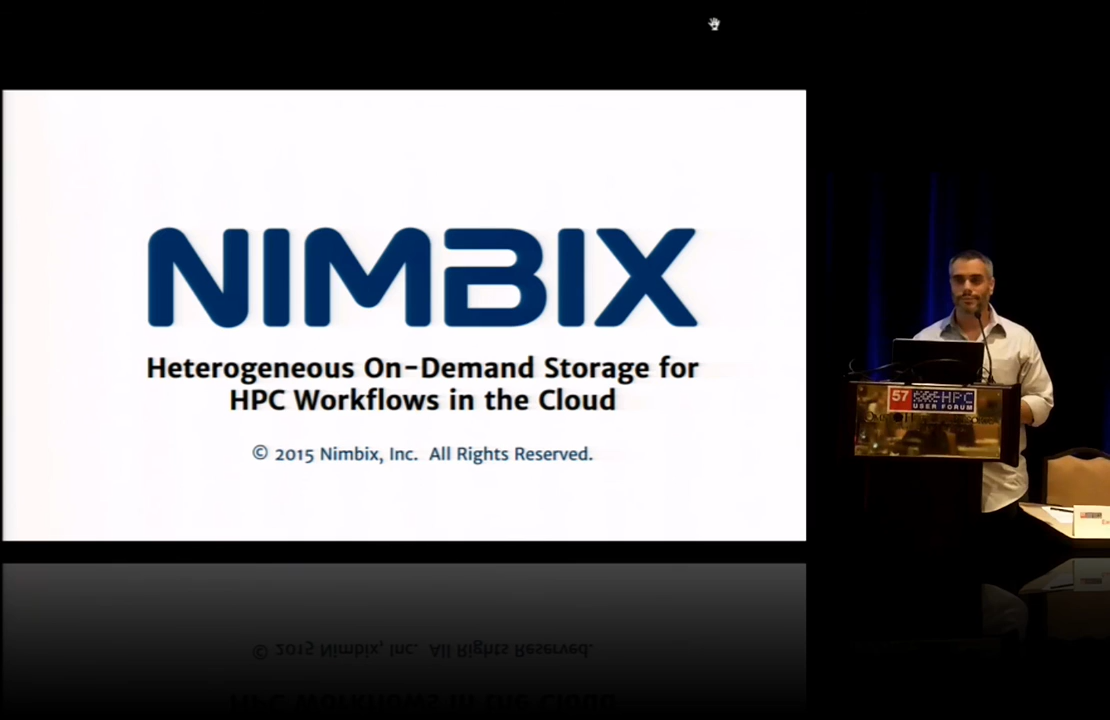 NIMBIX
Heterogeneous On-Demand Storage for
HPC Workflows in the Cloud
© 2015 Nimbix, Inc. All Rights Reserved.
57
HPC
USER FORUM